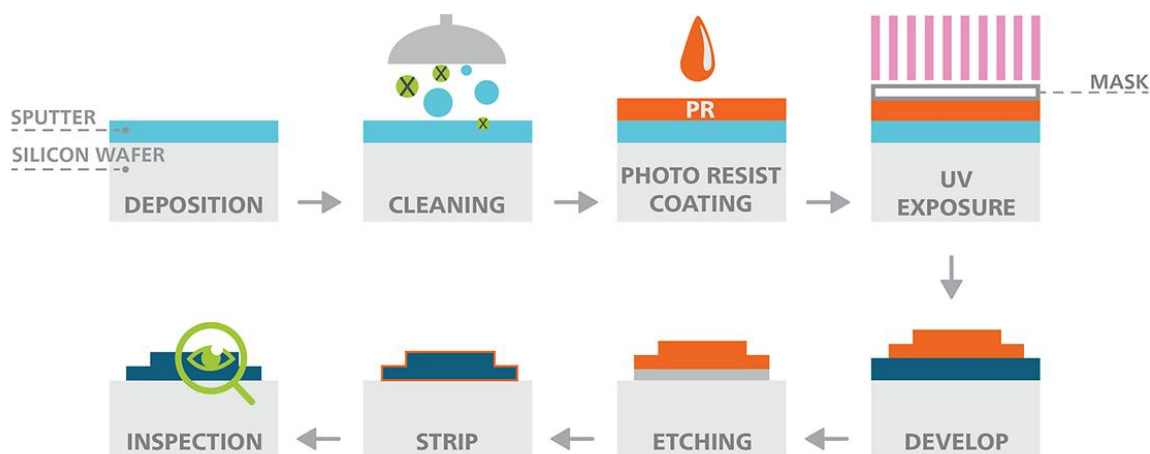 SPUTTER
SILICON WAFER
DEPOSITION
CLEANING
PR
PHOTO RESIST
COATING
MASK
UV
EXPOSURE
INSPECTION
STRIP
ETCHING
DEVELOP